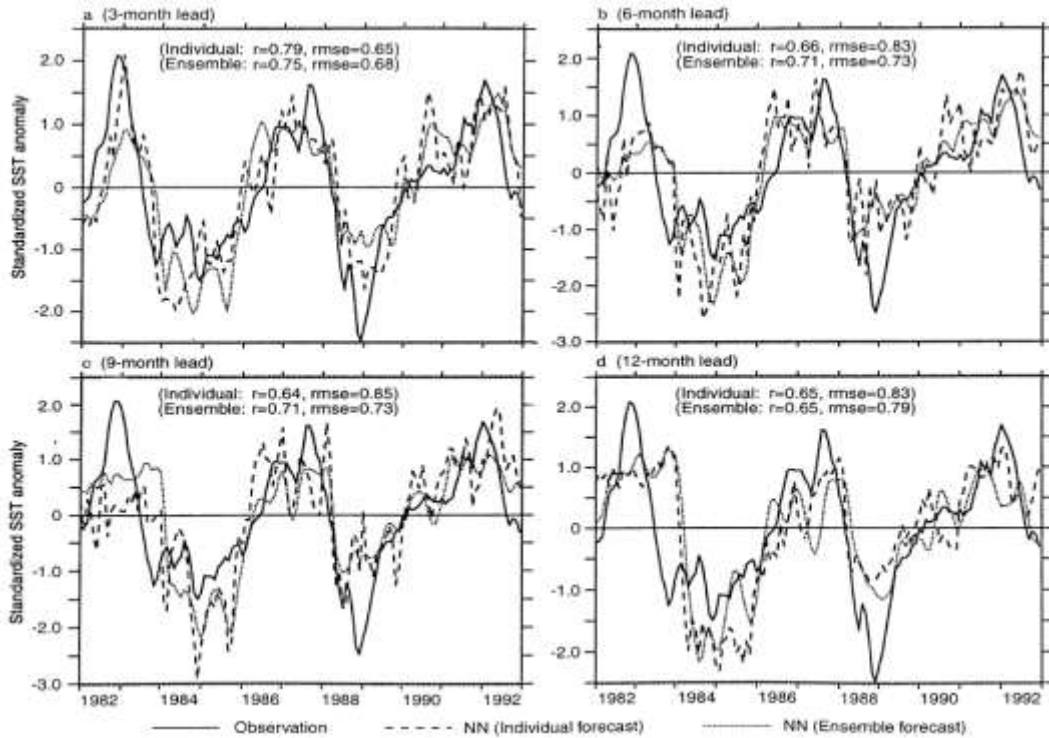 a (3-month lead)
(Individual: r=0.79, rmse=0.65)
(Ensemble: r=0.75, rmse=0.68)
2.0
1.0
0
-1.0
-2.0
Standardized SST anomaly
b (6-month lead)
(Individual: r=0.66, rmse=0.83)
(Ensemble: r=0.71, rmse=0.73)
2.0
1.0
0
-1.0
-2.0
-3.0
c (9-month lead)
(Individual: r=0.64, rmse=0.85)
(Ensemble: r=0.71, rmse=0.73)
2.0
1.0
0
-1.0
-2.0
-3.0
Standardized SST anomaly
1982 1984 1986 1988 1990 1992
d (12-month lead)
(Individual: r=0.65, rmse=0.83)
(Ensemble: r=0.65, rmse=0.79)
2.0
1.0
0
-1.0
-2.0
1982 1984 1986 1988 1990 1992
Observation NN (Individual forecast) NN (Ensemble forecast)